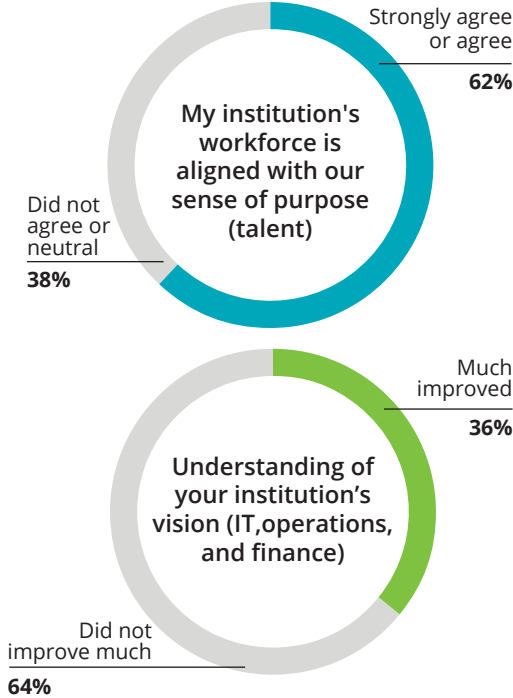 Strongly agree
or agree
62%
My institution's
workforce is
aligned with our
sense of purpose
(talent)
Did not
agree or
neutral
38%
Much
improved
36%
Understanding of
your institution’s
vision (IT,operations,
and finance)
Did not
improve much
64%